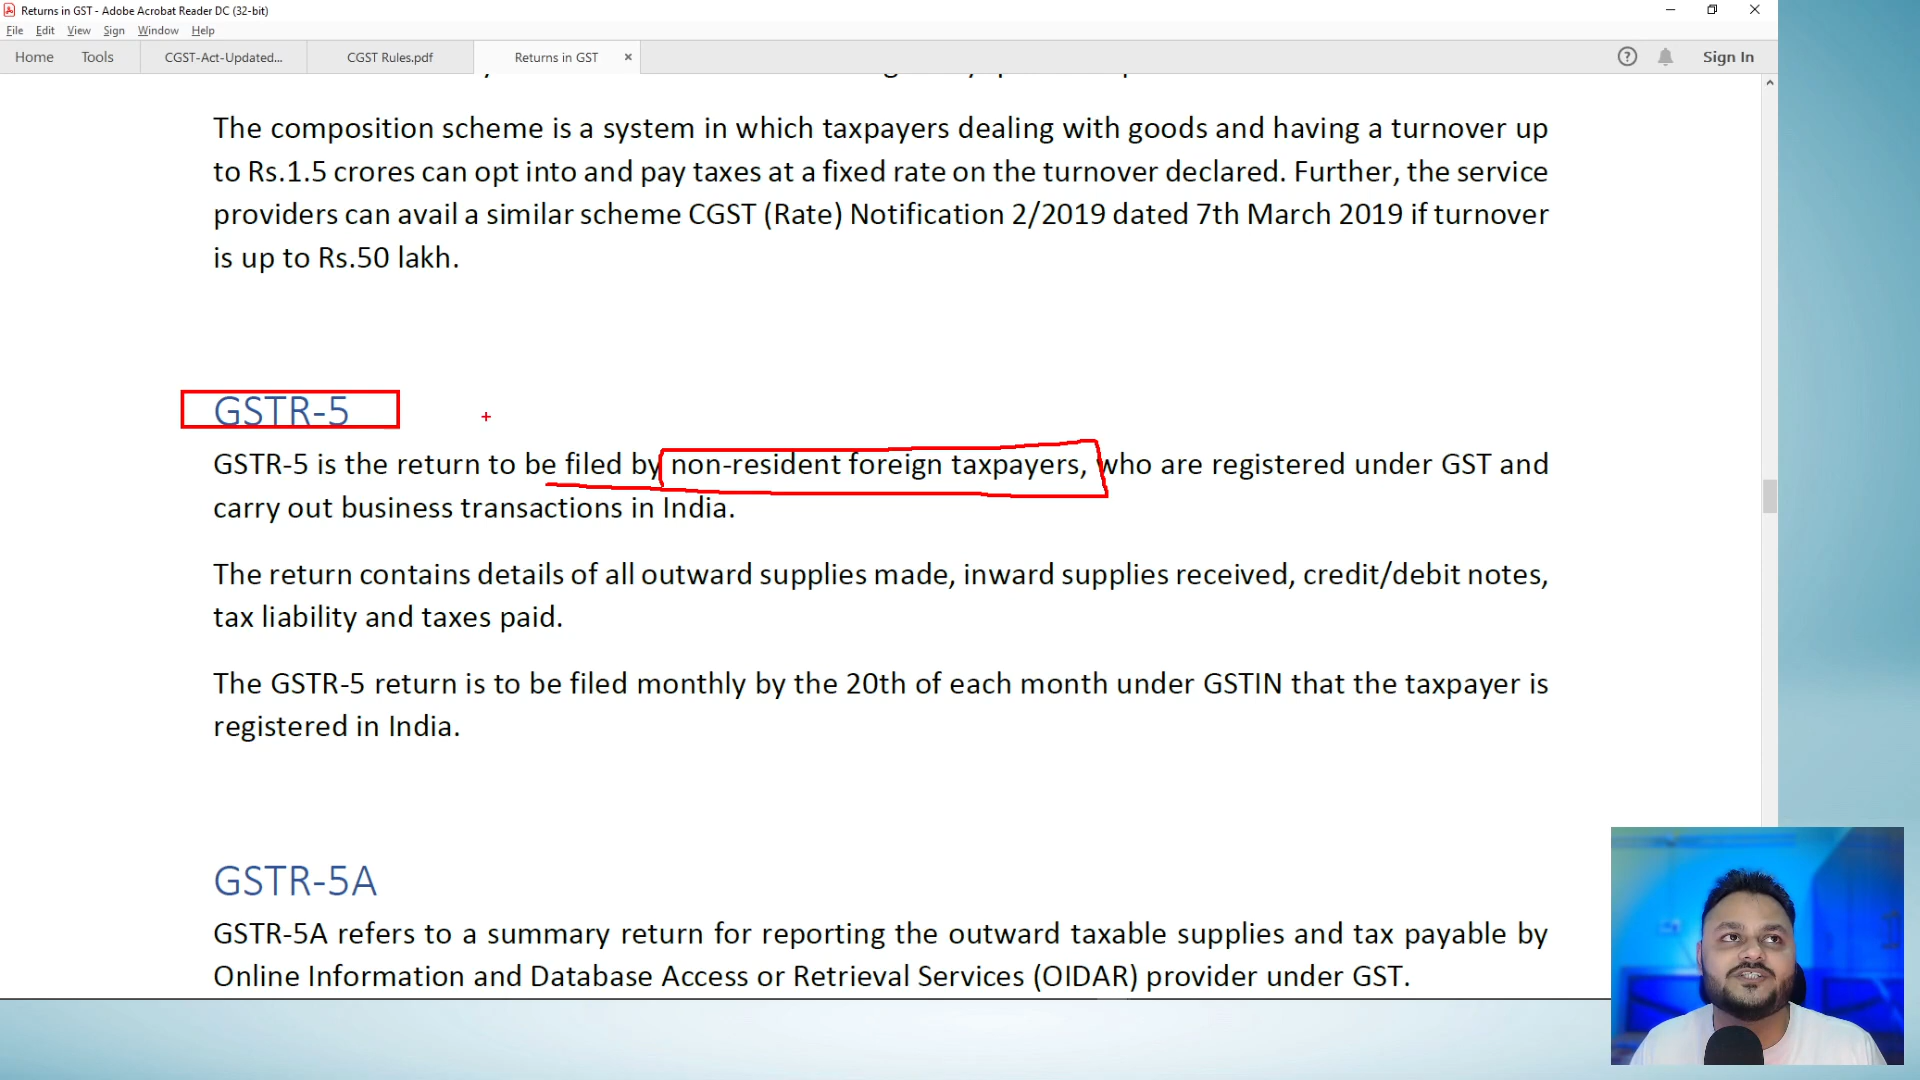 Returns in GST - Adobe Acrobat Reader DC (32-bit)
File Edit View Sign Window Help
Home Tools CGST-Act-Updated... CGST Rules.pdf Returns in GST Sign In
The composition scheme is a system in which taxpayers dealing with goods and having a turnover up
to Rs.1.5 crores can opt into and pay taxes at a fixed rate on the turnover declared. Further, the service
providers can avail a similar scheme CGST (Rate) Notification 2/2019 dated 7th March 2019 if turnover
is up to Rs.50 lakh.
GSTR-5
GSTR-5 is the return to be filed by non-resident foreign taxpayers, who are registered under GST and
carry out business transactions in India.
The return contains details of all outward supplies made, inward supplies received, credit/debit notes,
tax liability and taxes paid.
The GSTR-5 return is to be filed monthly by the 20th of each month under GSTIN that the taxpayer is
registered in India.
GSTR-5A
GSTR-5A refers to a summary return for reporting the outward taxable supplies and tax payable by
Online Information and Database Access or Retrieval Services (OIDAR) provider under GST.